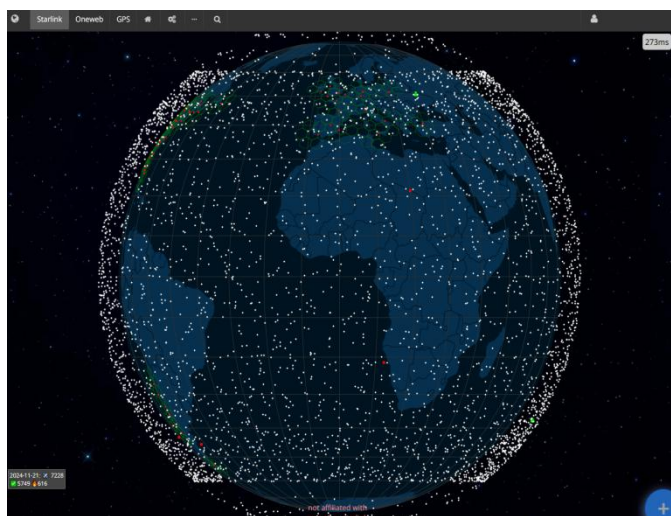 Starlink Oneweb GPS
273ms
2024-11-21: 7228
5749 616
not affiliated with